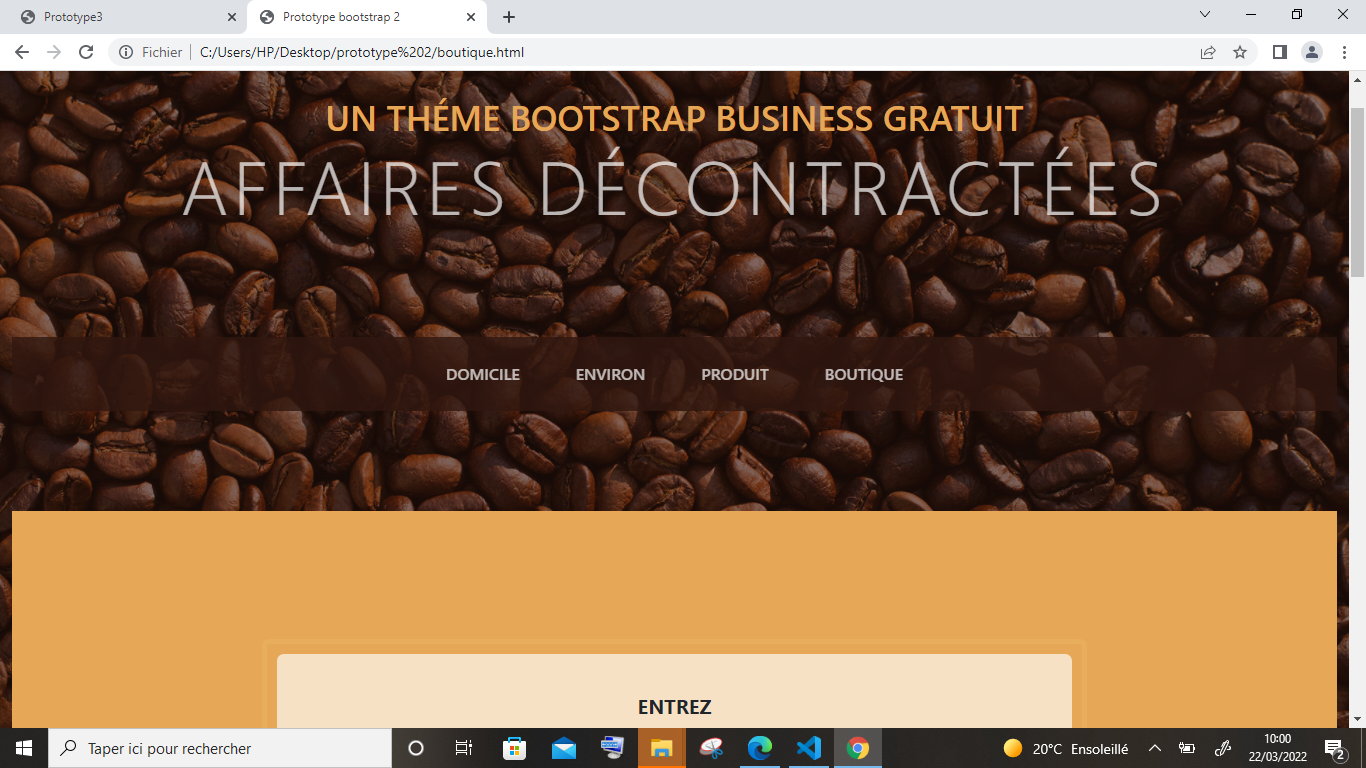 Prototype3
Prototype bootstrap 2
Fichier
C:/Users/HP/Desktop/prototype%202/boutique.html
UN THÉME BOOTSTRAP BUSINESS GRATUIT
AFFAIRES DÉCONTRACTÉES
DOMICILE ENVIRON PRODUIT BOUTIQUE
ENTREZ
Taper ici pour rechercher
20°C Ensoleillé
10:00
22/03/2022
2